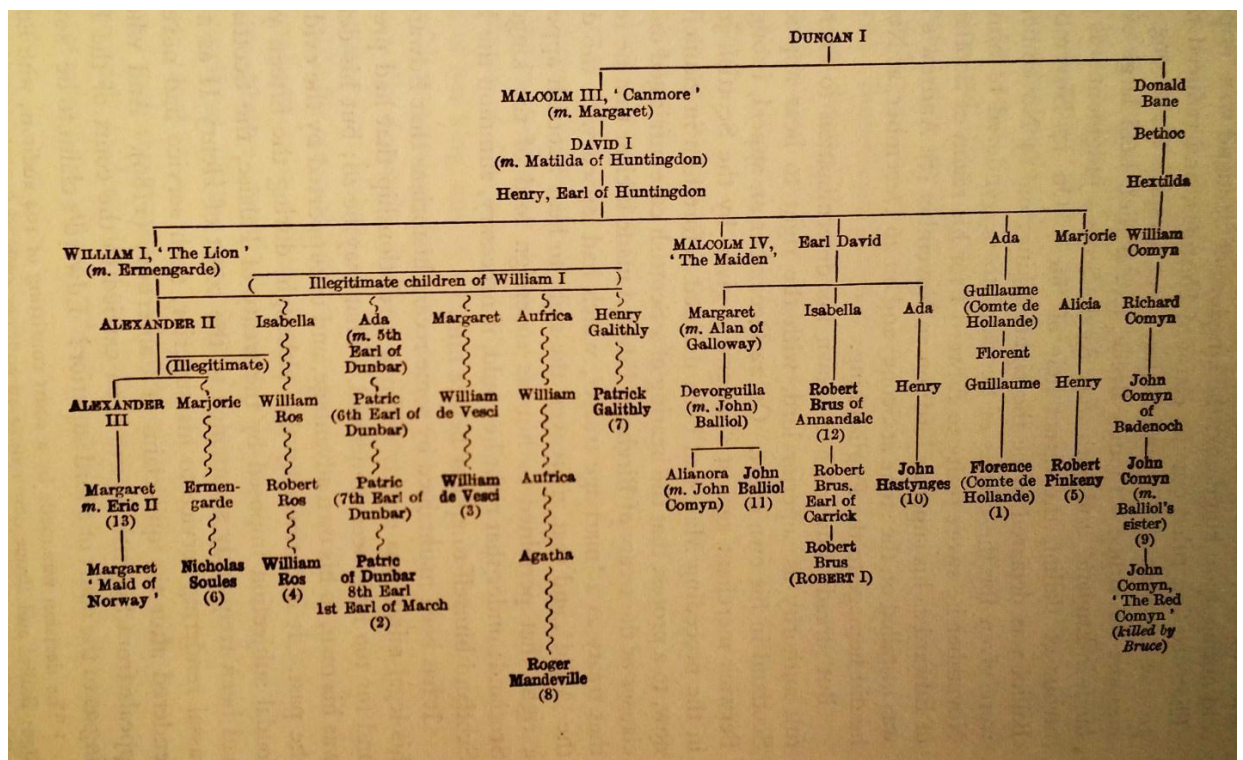 DUNCAN I
MALCOLM III, ‘ Canmore ’
(m. Margaret)
DAVID I
(m. Matilda of Huntingdon)
Henry, Earl of Huntingdon
Donald
Bane
Bethoc
Hextilda
WILLIAM I, ‘ The Lion ’
(m. Ermengarde)
MALCOLM IV,
‘ The Maiden ’
Earl David
Ada
Marjorie
William
Comyn
( Illegitimate children of William I )
ALEXANDER II
Isabella
Ada
(m. 5th
Earl of
Dunbar)
Margaret
Aufrica
Henry
Galithly
Margaret
(m. Alan of
Galloway)
Isabella
Ada
Guillaume
(Comte de
Hollande)
Florent
Alicia
Richard
Comyn
(Illegitimate)
ALEXANDER
III
Marjorie
William
Ros
Patric
(6th Earl of
Dunbar)
William
de Vesci
William
Patrick
Galithly
(7)
Devorguilla
(m. John)
Balliol)
Robert
Brus of
Annandale
(12)
Henry
Guillaume
Henry
John
Comyn
of
Badenoch
Margaret
m. Eric II
(13)
Ermen-
garde
Robert
Ros
Patric
(7th Earl of
Dunbar)
William
de Vesci
(3)
Aufrica
Alianora
(m. John
Comyn)
John
Balliol
(11)
Robert
Brus,
Earl of
Carrick
John
Hastynges
(10)
Florence
(Comte de
Hollande)
(1)
Robert
Pinkeny
(5)
John
Comyn
(m.
Balliol's
sister)
(9)
Margaret
‘ Maid of
Norway ’
Nicholas
Soules
(6)
William
Ros
(4)
Patric
of Dunbar
8th Earl
1st Earl of March
(2)
Agatha
Robert
Brus
(ROBERT I)
John
Comyn,
‘ The Red
Comyn ’
(killed by
Bruce)
Roger
Mandeville
(8)